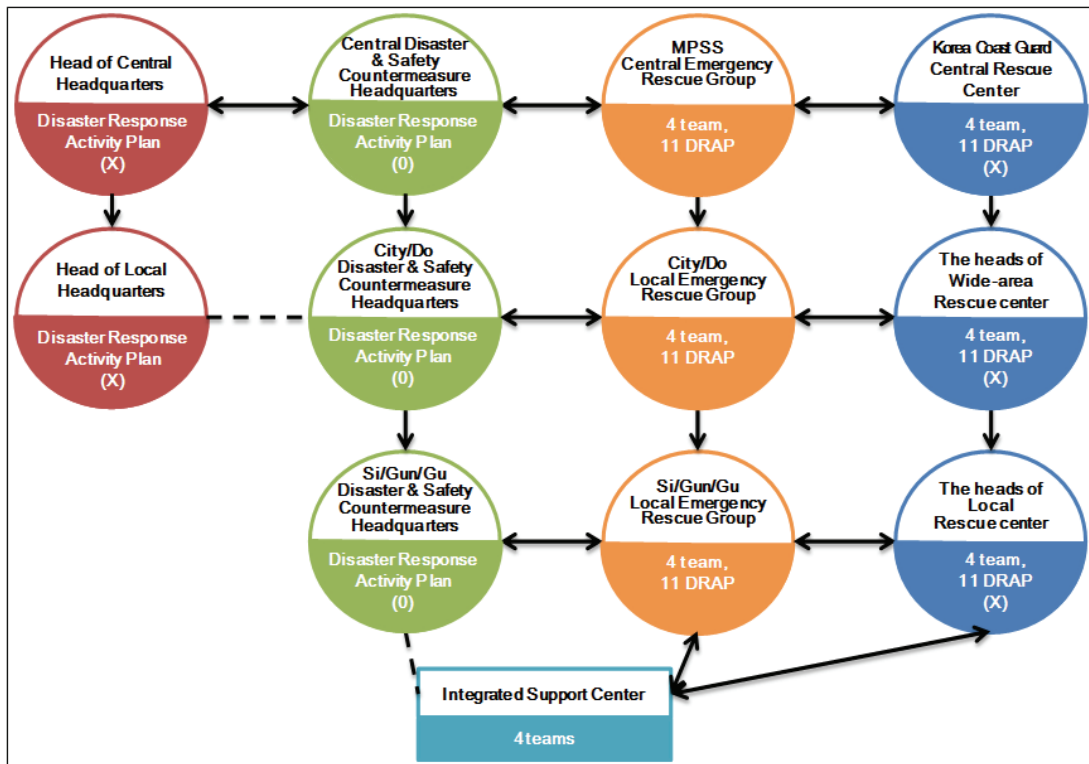 Head of Central
Headquarters
Disaster Response
Activity Plan
(X)
Central Disaster
& Safety
Countermeasure
Headquarters
Disaster Response
Activity Plan
(0)
MPSS
Central Emergency
Rescue Group
4 team,
11 DRAP
Korea Coast Guard
Central Rescue
Center
4 team,
11 DRAP
(X)
Head of Local
Headquarters
Disaster Response
Activity Plan
(X)
City/Do
Disaster & Safety
Countermeasure
Headquarters
Disaster Response
Activity Plan
(0)
City/Do
Local Emergency
Rescue Group
4 team,
11 DRAP
The heads of
Wide-area
Rescue center
4 team,
11 DRAP
(X)
Si/Gun/Gu
Disaster & Safety
Countermeasure
Headquarters
Disaster Response
Activity Plan
(0)
Si/Gun/Gu
Local Emergency
Rescue Group
4 team,
11 DRAP
The heads of
Local
Rescue center
4 team,
11 DRAP
(X)
Integrated Support Center
4 teams